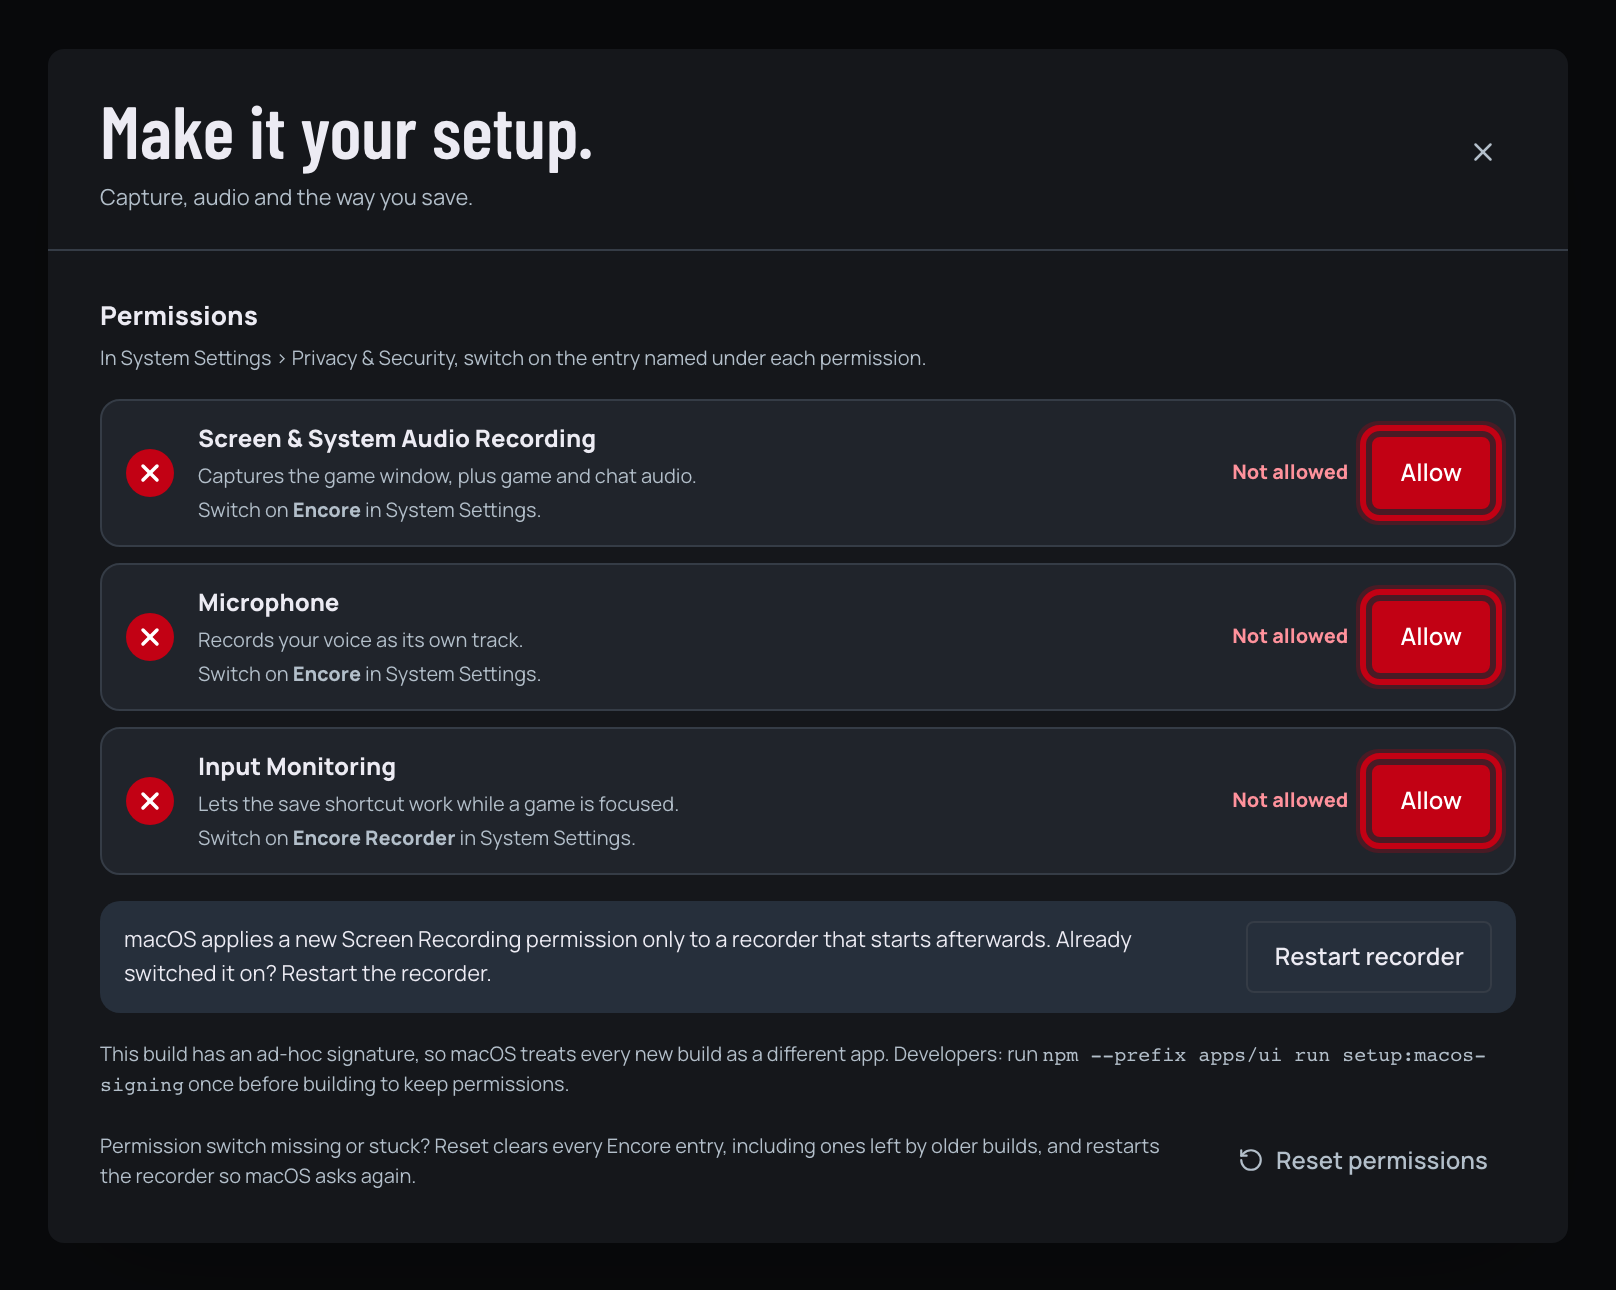 Make it your setup.
Capture, audio and the way you save.
Permissions
In System Settings › Privacy & Security, switch on the entry named under each permission.
Screen & System Audio Recording
Captures the game window, plus game and chat audio.
Switch on Encore in System Settings.
Not allowed
Allow
Microphone
Records your voice as its own track.
Switch on Encore in System Settings.
Not allowed
Allow
Input Monitoring
Lets the save shortcut work while a game is focused.
Switch on Encore Recorder in System Settings.
Not allowed
Allow
macOS applies a new Screen Recording permission only to a recorder that starts afterwards. Already
switched it on? Restart the recorder.
Restart recorder
This build has an ad-hoc signature, so macOS treats every new build as a different app. Developers: run npm --prefix apps/ui run setup:macos-
signing once before building to keep permissions.
Permission switch missing or stuck? Reset clears every Encore entry, including ones left by older builds, and restarts
the recorder so macOS asks again.
Reset permissions